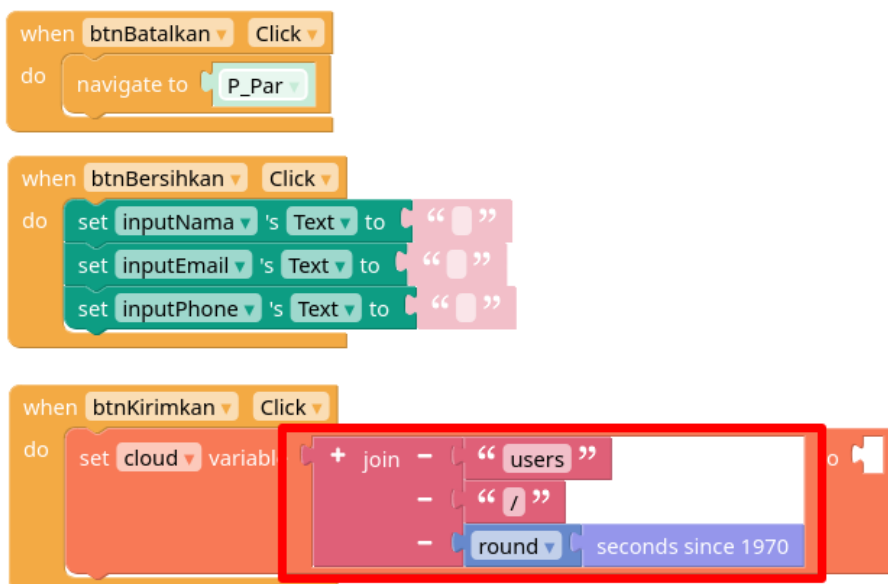 when btnBatalkan Click
do navigate to P_Par
when btnBersihkan Click
do set inputNama 's Text to “ ”
set inputEmail 's Text to “ ”
set inputPhone 's Text to “ ”
when btnKirimkan Click
do set cloud variabl + join - “ users ” o
- “ / ”
- round seconds since 1970